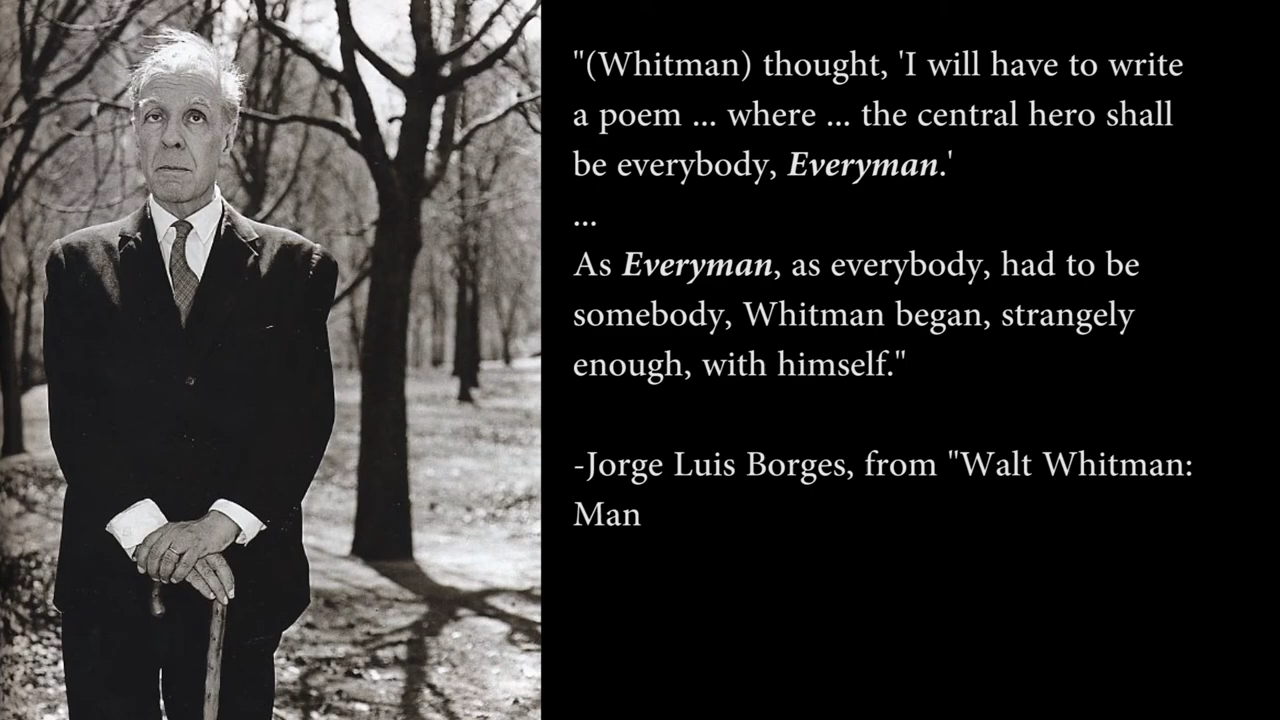 "(Whitman) thought, 'I will have to write
a poem ... where ... the central hero shall
be everybody, Everyman.'
...
As Everyman, as everybody, had to be
somebody, Whitman began, strangely
enough, with himself."
-Jorge Luis Borges, from "Walt Whitman:
Man